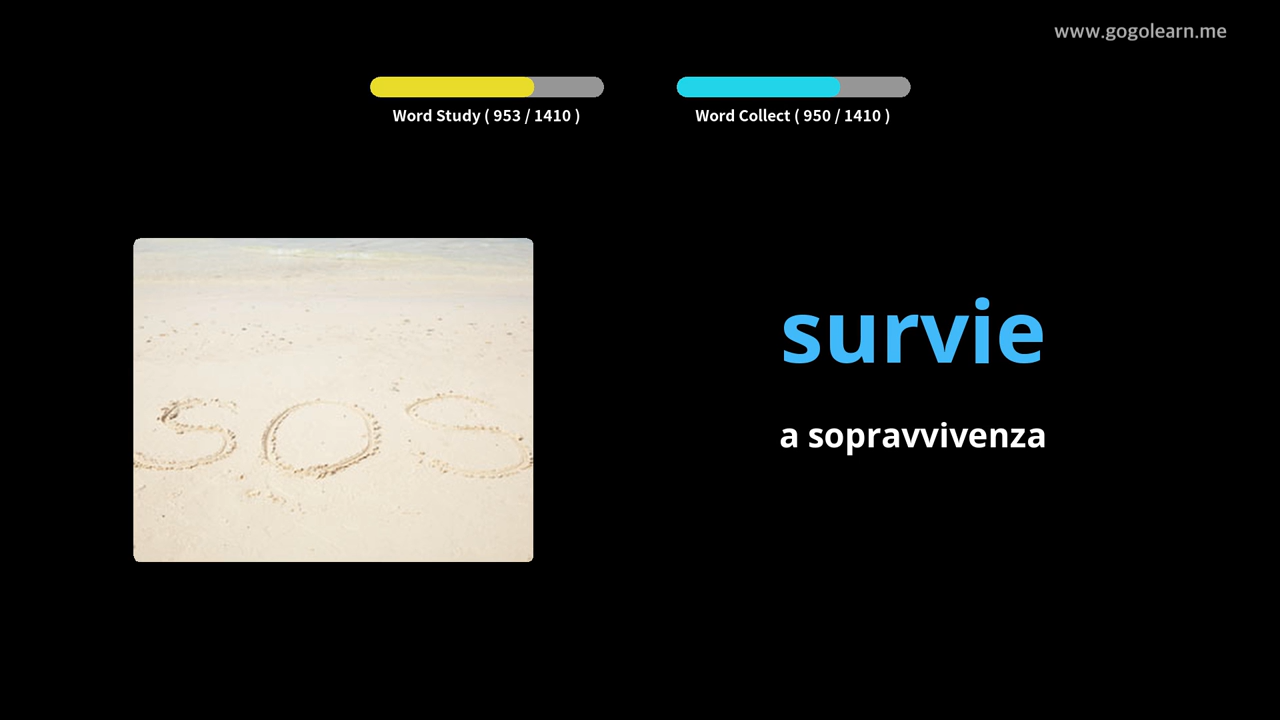 www.gogolearn.me
Word Study ( 953 / 1410 )
Word Collect ( 950 / 1410 )
SOS
survie
a sopravvivenza